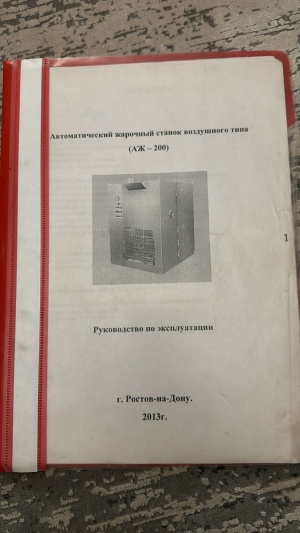 Автоматический жарочный станок воздушного типа
(АЖ – 200)
1
Руководство по эксплуатации
г. Ростов-на-Дону.
2013г.